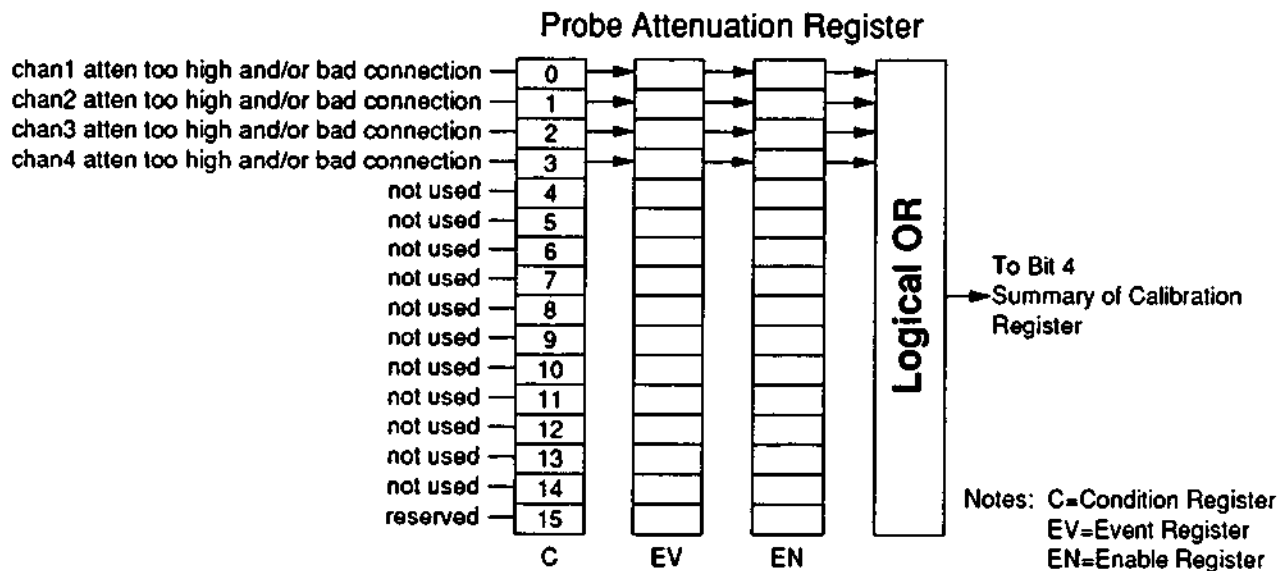 Probe Attenuation Register
chan1 atten too high and/or bad connection 0
chan2 atten too high and/or bad connection 1
chan3 atten too high and/or bad connection 2
chan4 atten too high and/or bad connection 3
not used 4
not used 5
not used 6
not used 7
not used 8
not used 9
not used 10
not used 11
not used 12
not used 13
not used 14
reserved 15
C EV EN
Logical OR
To Bit 4
Summary of Calibration
Register
Notes: C=Condition Register
EV=Event Register
EN=Enable Register